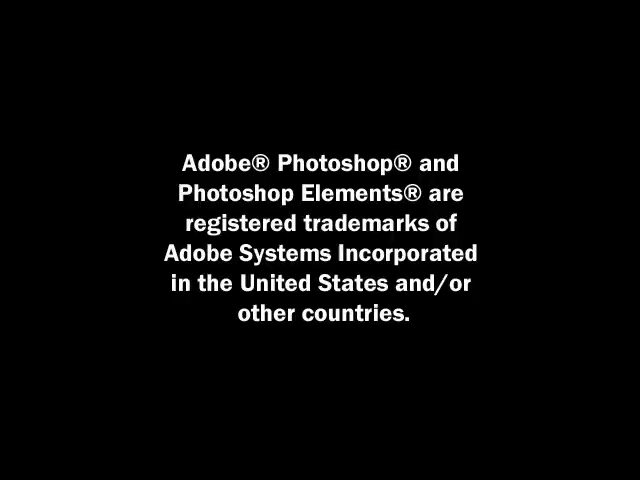 Adobe® Photoshop® and
Photoshop Elements® are
registered trademarks of
Adobe Systems Incorporated
in the United States and/or
other countries.